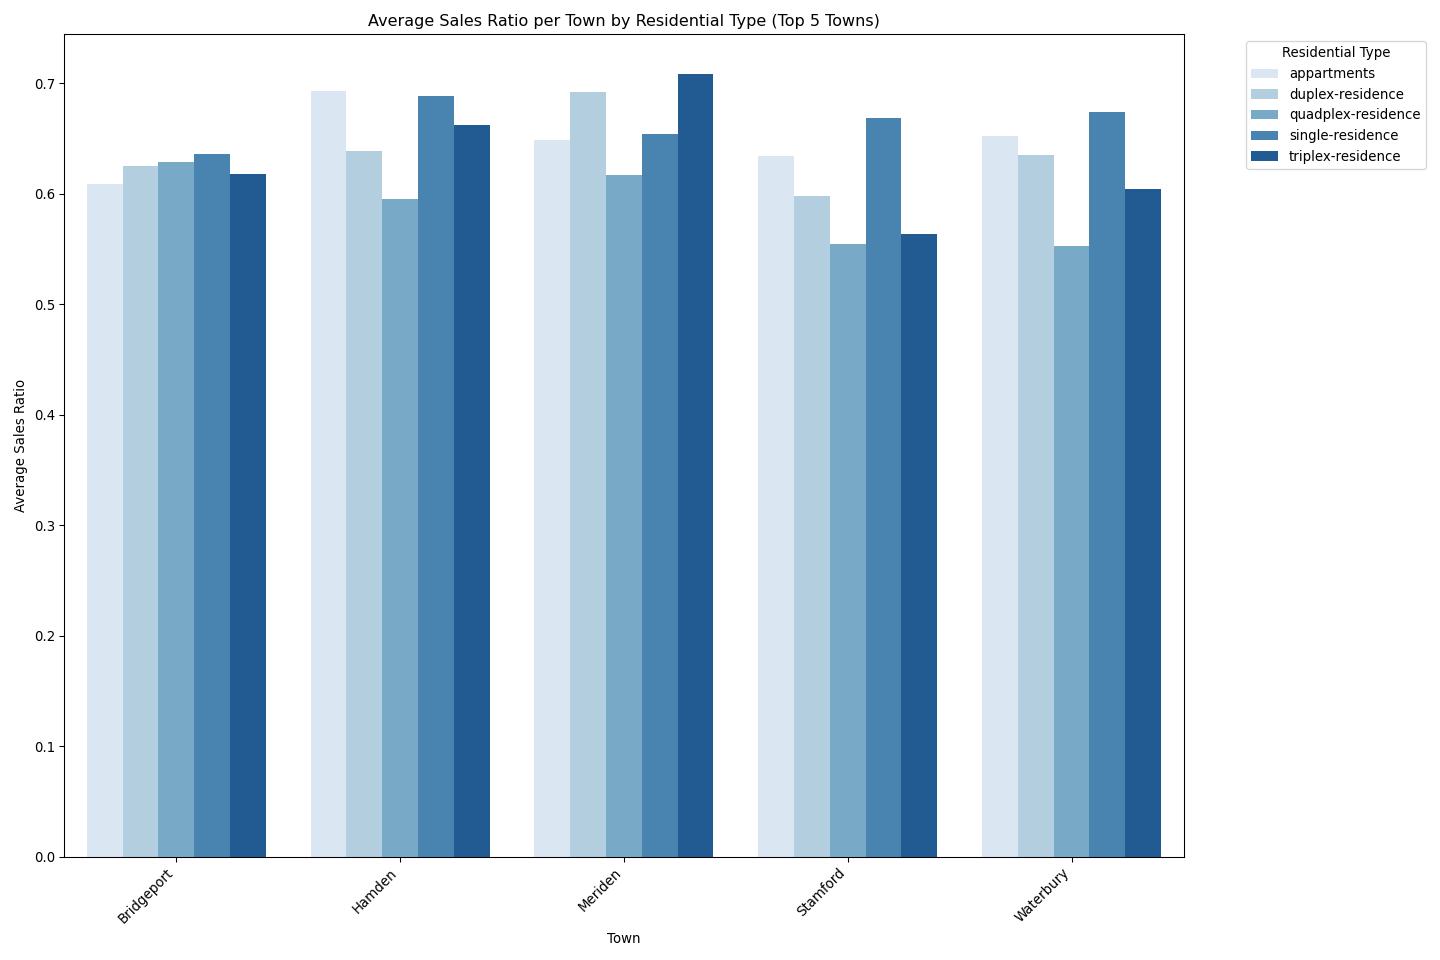 Average Sales Ratio per Town by Residential Type (Top 5 Towns)
Residential Type
appartments
duplex-residence
quadplex-residence
single-residence
triplex-residence
Average Sales Ratio
0.7
0.6
0.5
0.4
0.3
0.2
0.1
0.0
Bridgeport
Hamden
Meriden
Stamford
Waterbury
Town